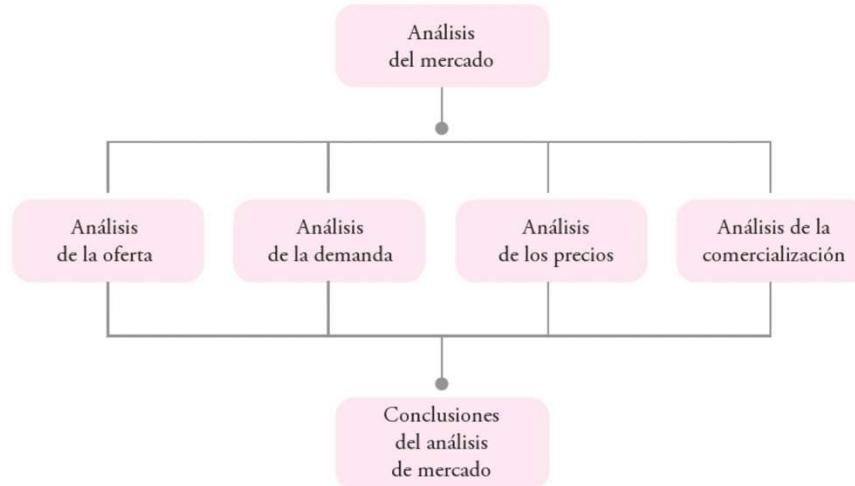 Análisis
del mercado
Análisis
de la oferta
Análisis
de la demanda
Análisis
de los precios
Análisis de la
comercialización
Conclusiones
del análisis
de mercado